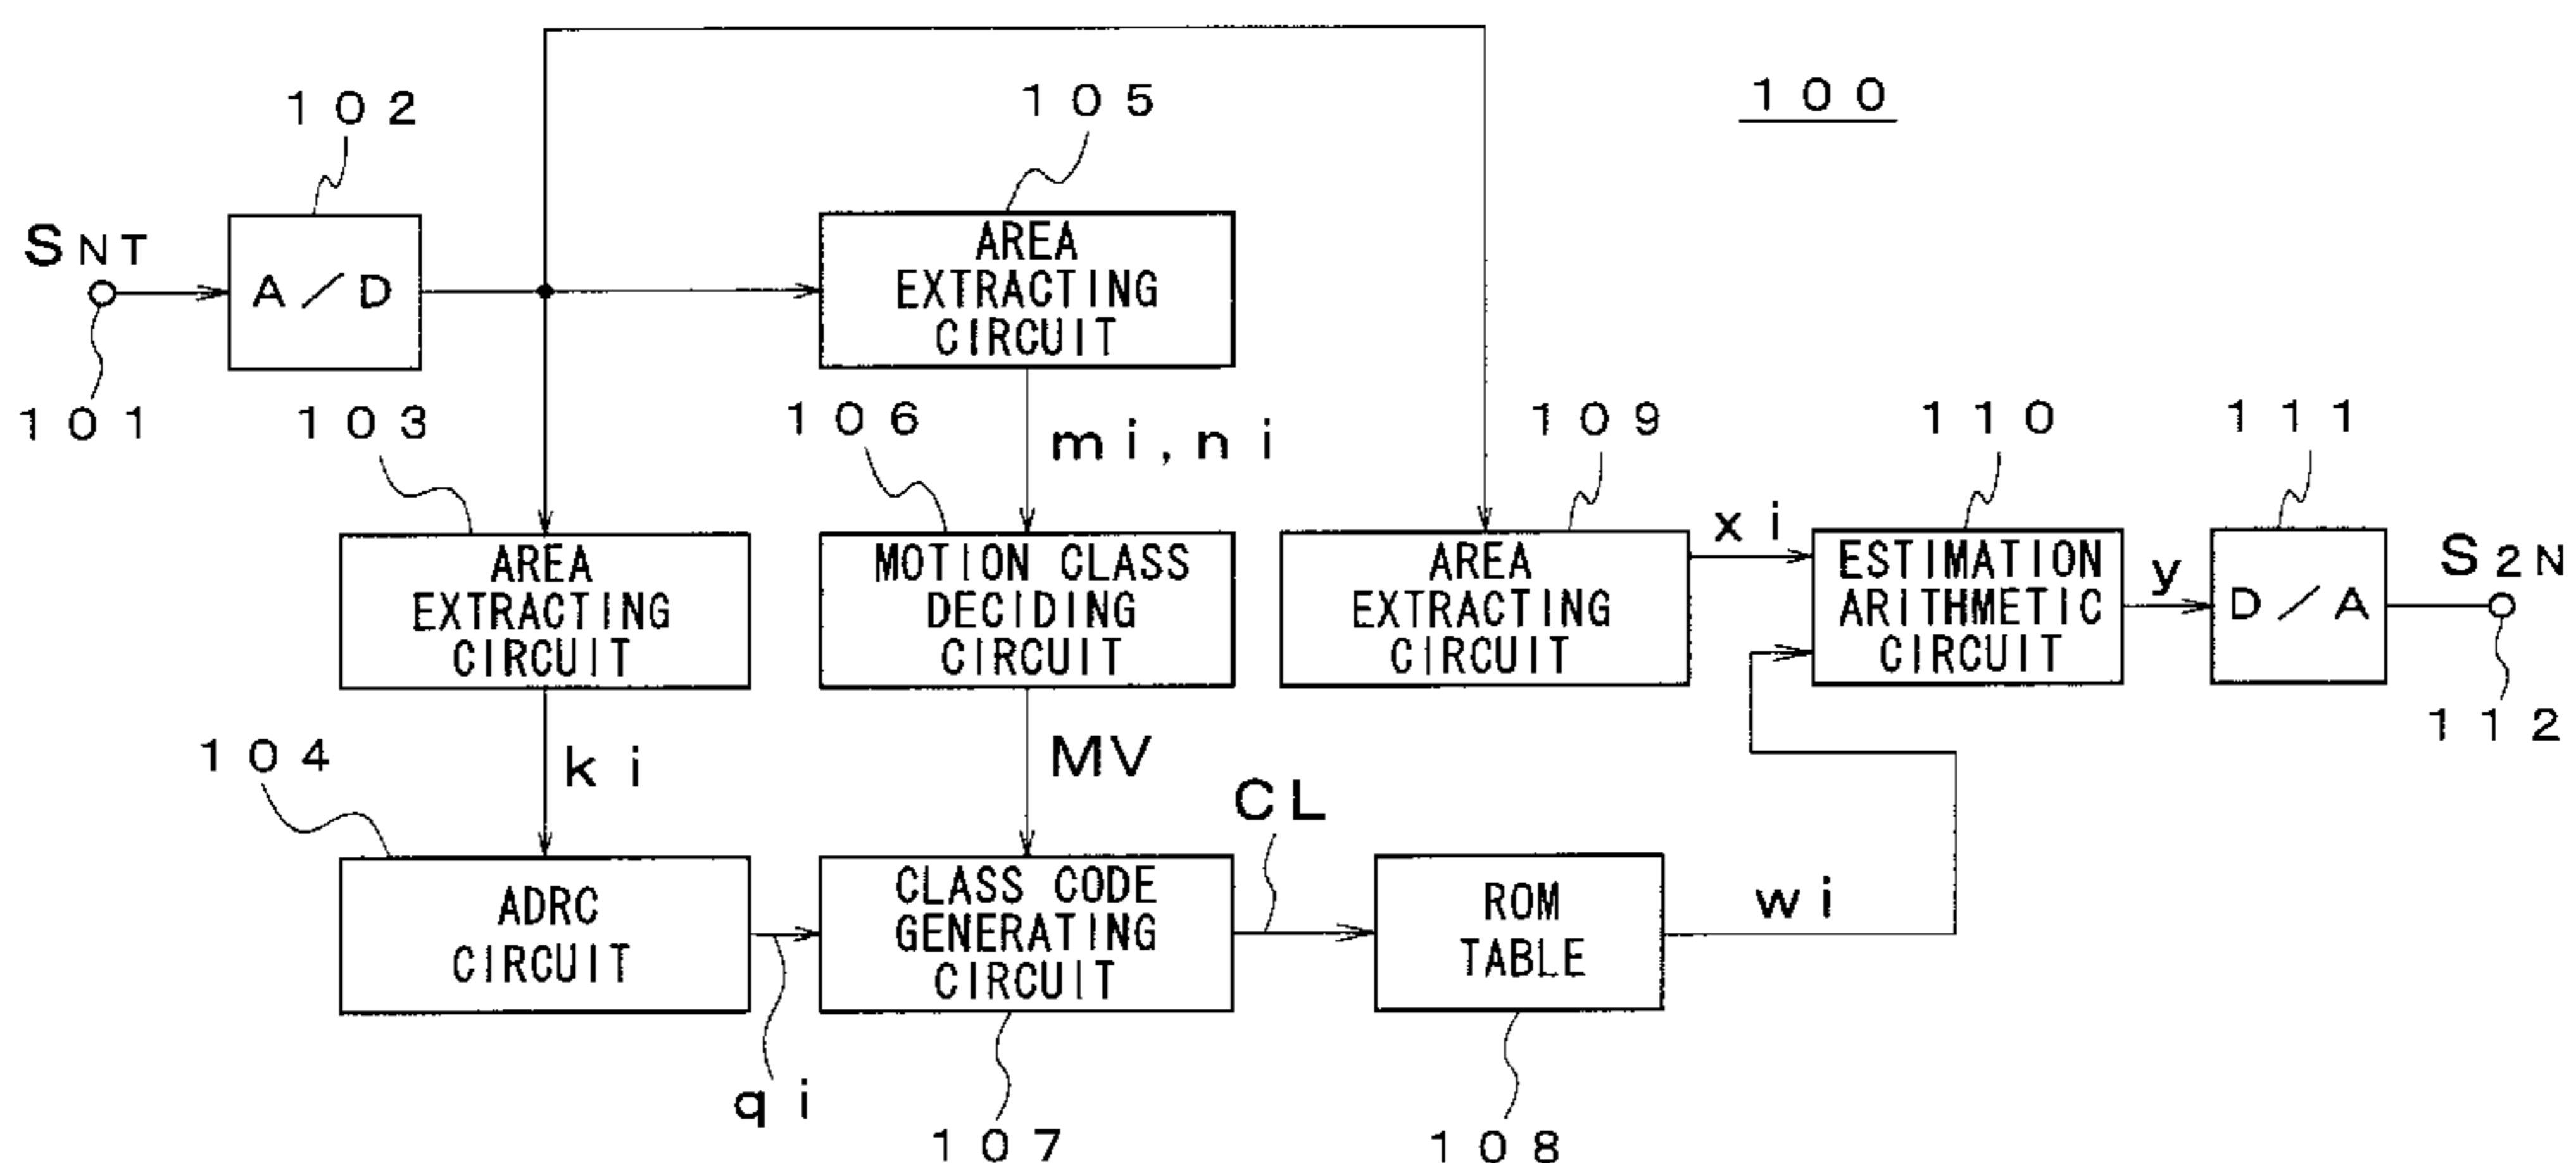 100
102
105
SNT
A/D
AREA
EXTRACTING
CIRCUIT
101
103
106
mi,ni
109
110
111
AREA
EXTRACTING
CIRCUIT
MOTION CLASS
DECIDING
CIRCUIT
AREA
EXTRACTING
CIRCUIT
xi
ESTIMATION
ARITHMETIC
CIRCUIT
y
D/A
S2N
112
104
ki
MV
CL
ADRC
CIRCUIT
qi
CLASS CODE
GENERATING
CIRCUIT
ROM
TABLE
wi
107
108